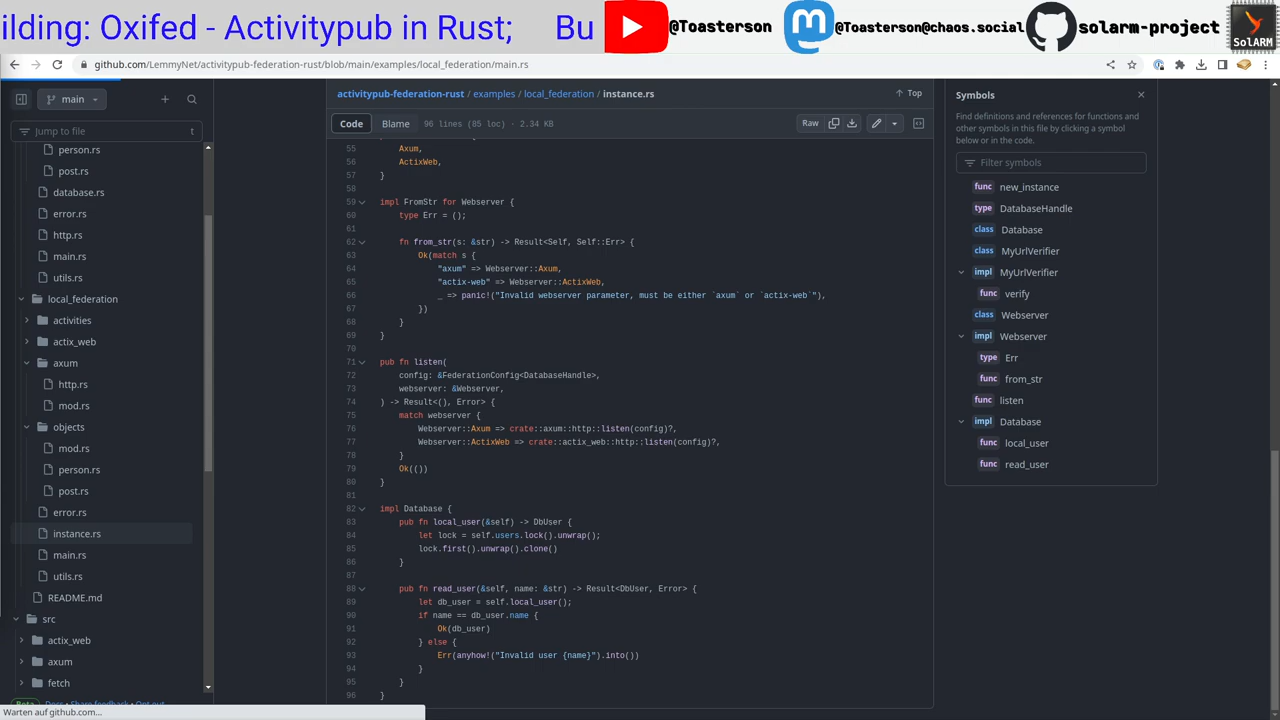 ilding: Oxifed - Activitypub in Rust;    Bu
@Toasterson
@Toasterson@chaos.social
solarm-project
SolARM
github.com/LemmyNet/activitypub-federation-rust/blob/main/examples/local_federation/main.rs
main
Jump to file
t
person.rs
post.rs
database.rs
error.rs
http.rs
main.rs
utils.rs
local_federation
activities
actix_web
axum
http.rs
mod.rs
objects
mod.rs
person.rs
post.rs
error.rs
instance.rs
main.rs
utils.rs
README.md
src
actix_web
axum
fetch
Beta
Docs · Share feedback · Opt out
Warten auf github.com...
activitypub-federation-rust / examples / local_federation / instance.rs
Top
Code
Blame
96 lines (85 loc) · 2.34 KB
Raw
55 Axum,
56 ActixWeb,
57 }
58
59 impl FromStr for Webserver {
60 type Err = ();
61
62 fn from_str(s: &str) -> Result<Self, Self::Err> {
63 Ok(match s {
64 "axum" => Webserver::Axum,
65 "actix-web" => Webserver::ActixWeb,
66 _ => panic!("Invalid webserver parameter, must be either `axum` or `actix-web`"),
67 })
68 }
69 }
70
71 pub fn listen(
72 config: &FederationConfig<DatabaseHandle>,
73 webserver: &Webserver,
74 ) -> Result<(), Error> {
75 match webserver {
76 Webserver::Axum => crate::axum::http::listen(config)?,
77 Webserver::ActixWeb => crate::actix_web::http::listen(config)?,
78 }
79 Ok(())
80 }
81
82 impl Database {
83 pub fn local_user(&self) -> DbUser {
84 let lock = self.users.lock().unwrap();
85 lock.first().unwrap().clone()
86 }
87
88 pub fn read_user(&self, name: &str) -> Result<DbUser, Error> {
89 let db_user = self.local_user();
90 if name == db_user.name {
91 Ok(db_user)
92 } else {
93 Err(anyhow!("Invalid user {name}").into())
94 }
95 }
96 }
Symbols
Find definitions and references for functions and
other symbols in this file by clicking a symbol
below or in the code.
Filter symbols
func new_instance
type DatabaseHandle
class Database
class MyUrlVerifier
impl MyUrlVerifier
func verify
class Webserver
impl Webserver
type Err
func from_str
func listen
impl Database
func local_user
func read_user